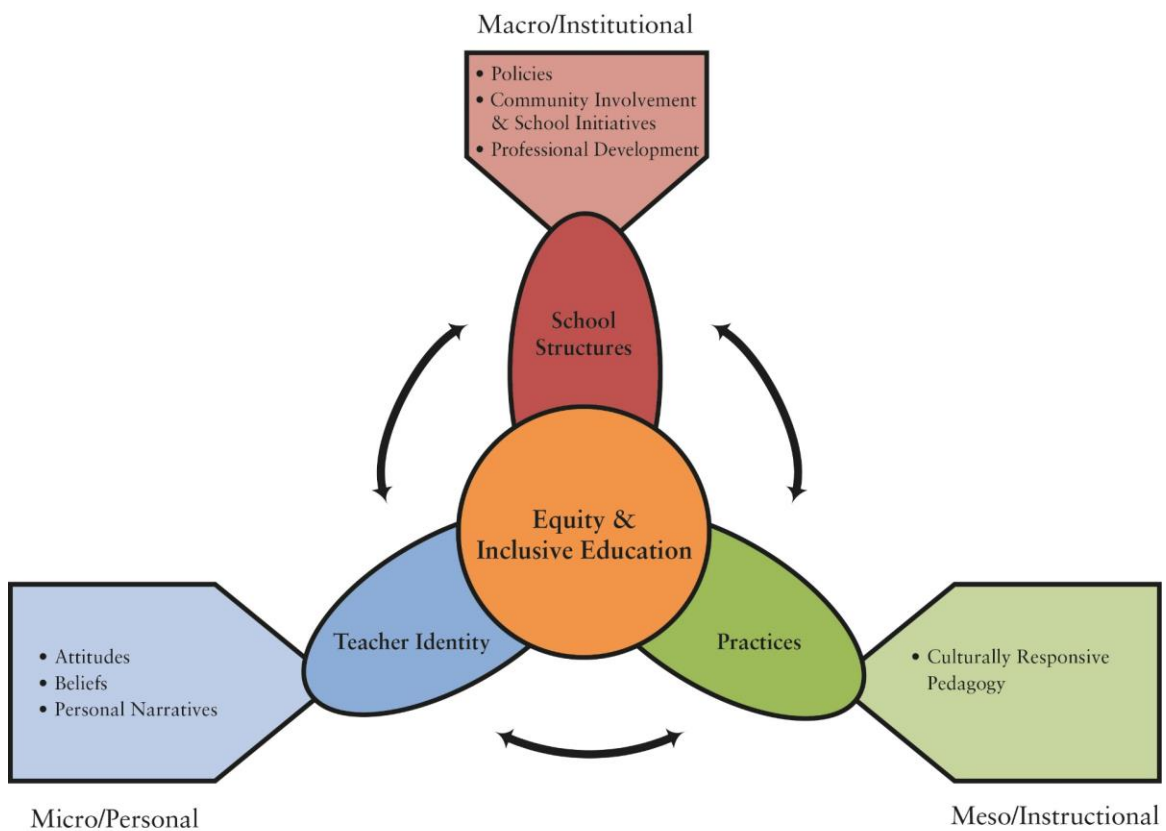 Macro/Institutional
• Policies
• Community Involvement
& School Initiatives
• Professional Development
School
Structures
Equity &
Inclusive Education
Teacher Identity
Practices
• Attitudes
• Beliefs
• Personal Narratives
• Culturally Responsive
Pedagogy
Micro/Personal
Meso/Instructional